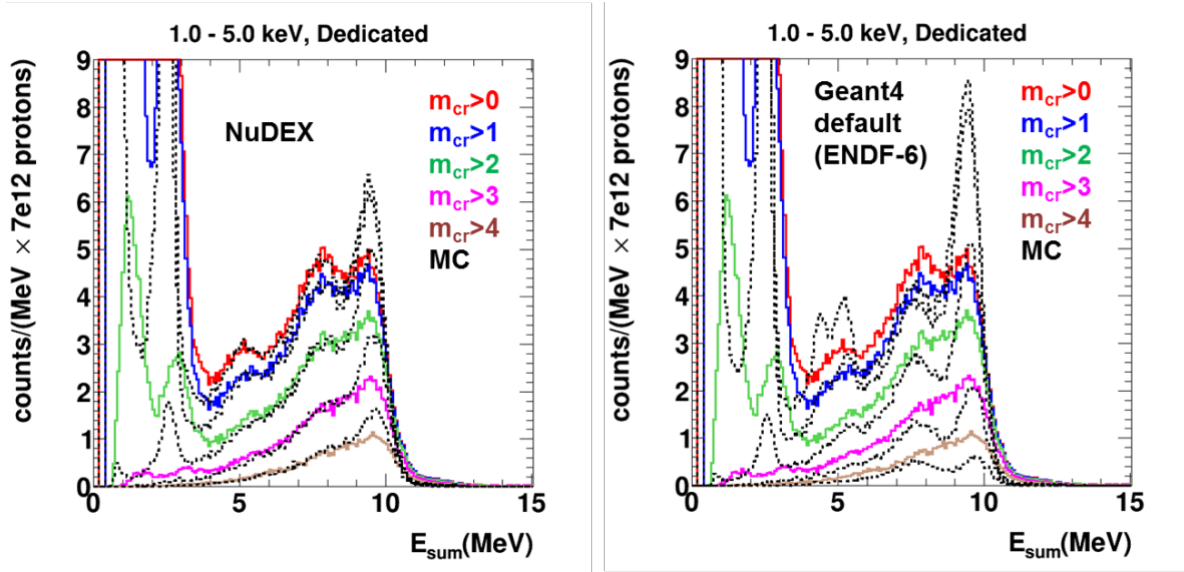 1.0 - 5.0 keV, Dedicated
counts/(MeV × 7e12 protons)
9
8
7
6
5
4
3
2
1
0
NuDEX
m_cr>0
m_cr>1
m_cr>2
m_cr>3
m_cr>4
MC
0
5
10
15
E_sum(MeV)
1.0 - 5.0 keV, Dedicated
counts/(MeV × 7e12 protons)
9
8
7
6
5
4
3
2
1
0
Geant4
default
(ENDF-6)
m_cr>0
m_cr>1
m_cr>2
m_cr>3
m_cr>4
MC
0
5
10
15
E_sum(MeV)